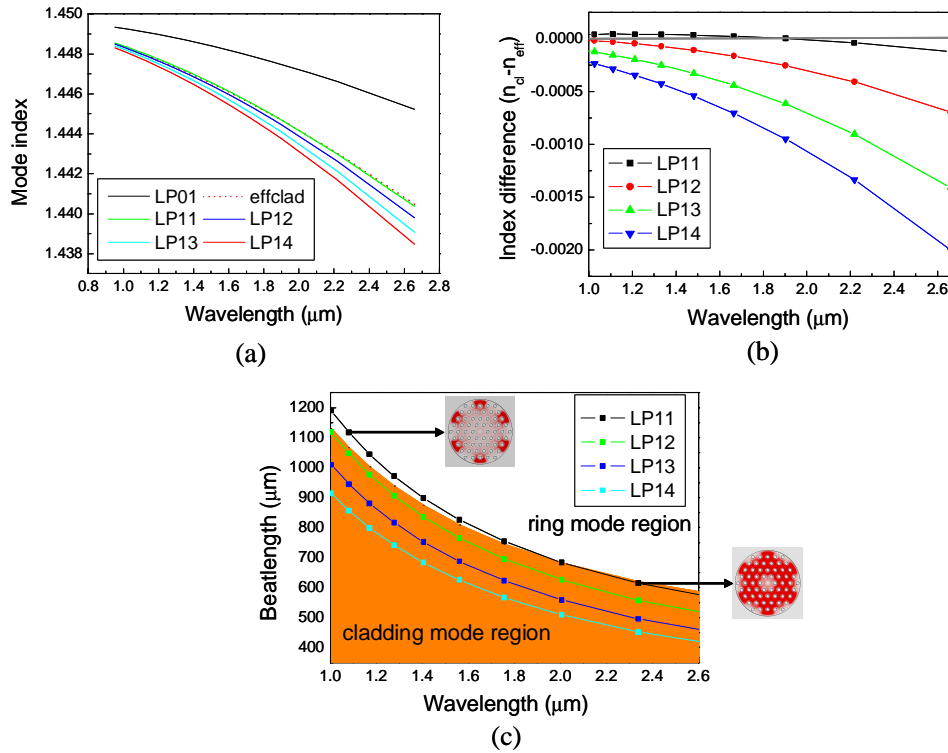 1.450
1.448
1.446
1.444
1.442
1.440
1.438
Mode index
LP01 effclad
LP11 LP12
LP13 LP14
0.8 1.0 1.2 1.4 1.6 1.8 2.0 2.2 2.4 2.6 2.8
Wavelength (μm)
(a)
0.0000
-0.0005
-0.0010
-0.0015
-0.0020
Index difference (n_cl-n_eff)
LP11
LP12
LP13
LP14
1.0 1.2 1.4 1.6 1.8 2.0 2.2 2.4 2.6
Wavelength (μm)
(b)
1200
1100
1000
900
800
700
600
500
400
Beatlength (μm)
LP11
LP12
LP13
LP14
ring mode region
cladding mode region
1.0 1.2 1.4 1.6 1.8 2.0 2.2 2.4 2.6
Wavelength (μm)
(c)